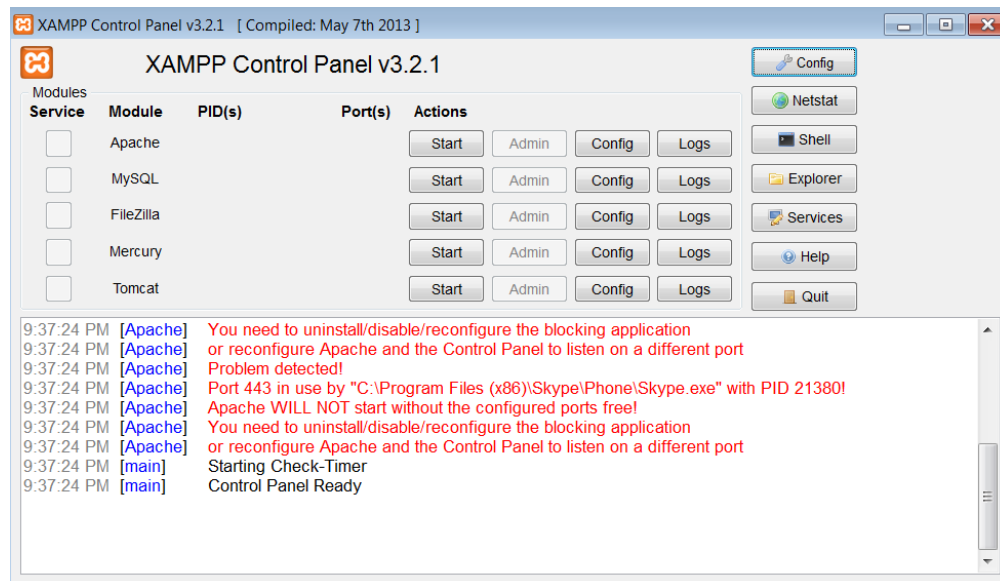 XAMPP Control Panel v3.2.1 [ Compiled: May 7th 2013 ]
XAMPP Control Panel v3.2.1
Config
Modules
Netstat
Service Module PID(s) Port(s) Actions
Apache Start Admin Config Logs
Shell
MySQL Start Admin Config Logs
Explorer
FileZilla Start Admin Config Logs
Services
Mercury Start Admin Config Logs
Help
Tomcat Start Admin Config Logs
Quit
9:37:24 PM [Apache] You need to uninstall/disable/reconfigure the blocking application
9:37:24 PM [Apache] or reconfigure Apache and the Control Panel to listen on a different port
9:37:24 PM [Apache] Problem detected!
9:37:24 PM [Apache] Port 443 in use by "C:\Program Files (x86)\Skype\Phone\Skype.exe" with PID 21380!
9:37:24 PM [Apache] Apache WILL NOT start without the configured ports free!
9:37:24 PM [Apache] You need to uninstall/disable/reconfigure the blocking application
9:37:24 PM [Apache] or reconfigure Apache and the Control Panel to listen on a different port
9:37:24 PM [main] Starting Check-Timer
9:37:24 PM [main] Control Panel Ready